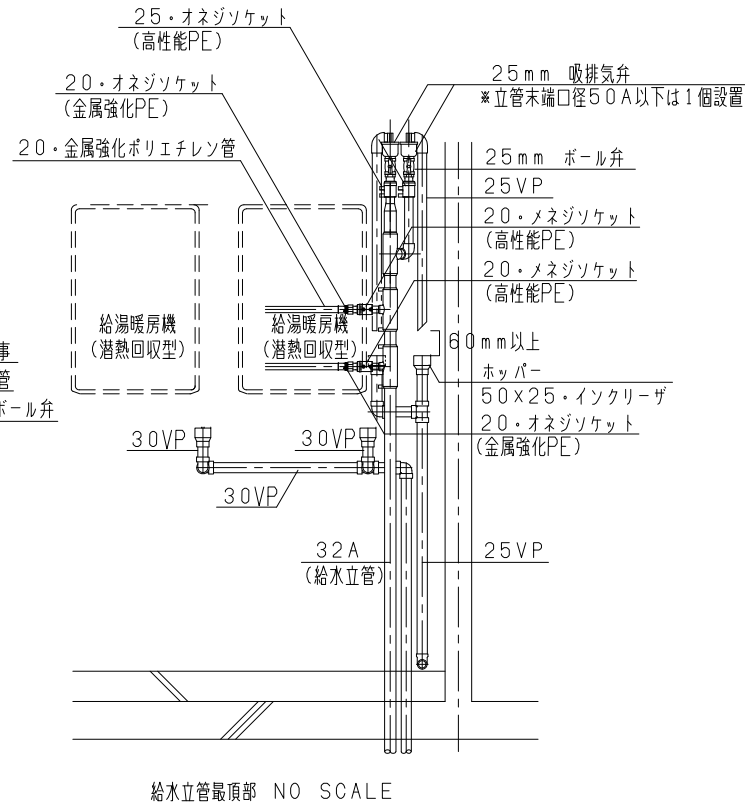 25・オネジソケット
(高性能PE)
20・オネジソケット
(金属強化PE)
20・金属強化ポリエチレン管
25mm 吸排気弁
※立管末端口径50A以下は1個設置
25mm ボール弁
25VP
20・メネジソケット
(高性能PE)
20・メネジソケット
(高性能PE)
給湯暖房機
(潜熱回収型)
給湯暖房機
(潜熱回収型)
60mm以上
ホッパー
50×25・インクリーザ
20・オネジソケット
(金属強化PE)
事
管
ボール弁
30VP
30VP
30VP
32A
(給水立管)
25VP
給水立管最頂部 NO SCALE